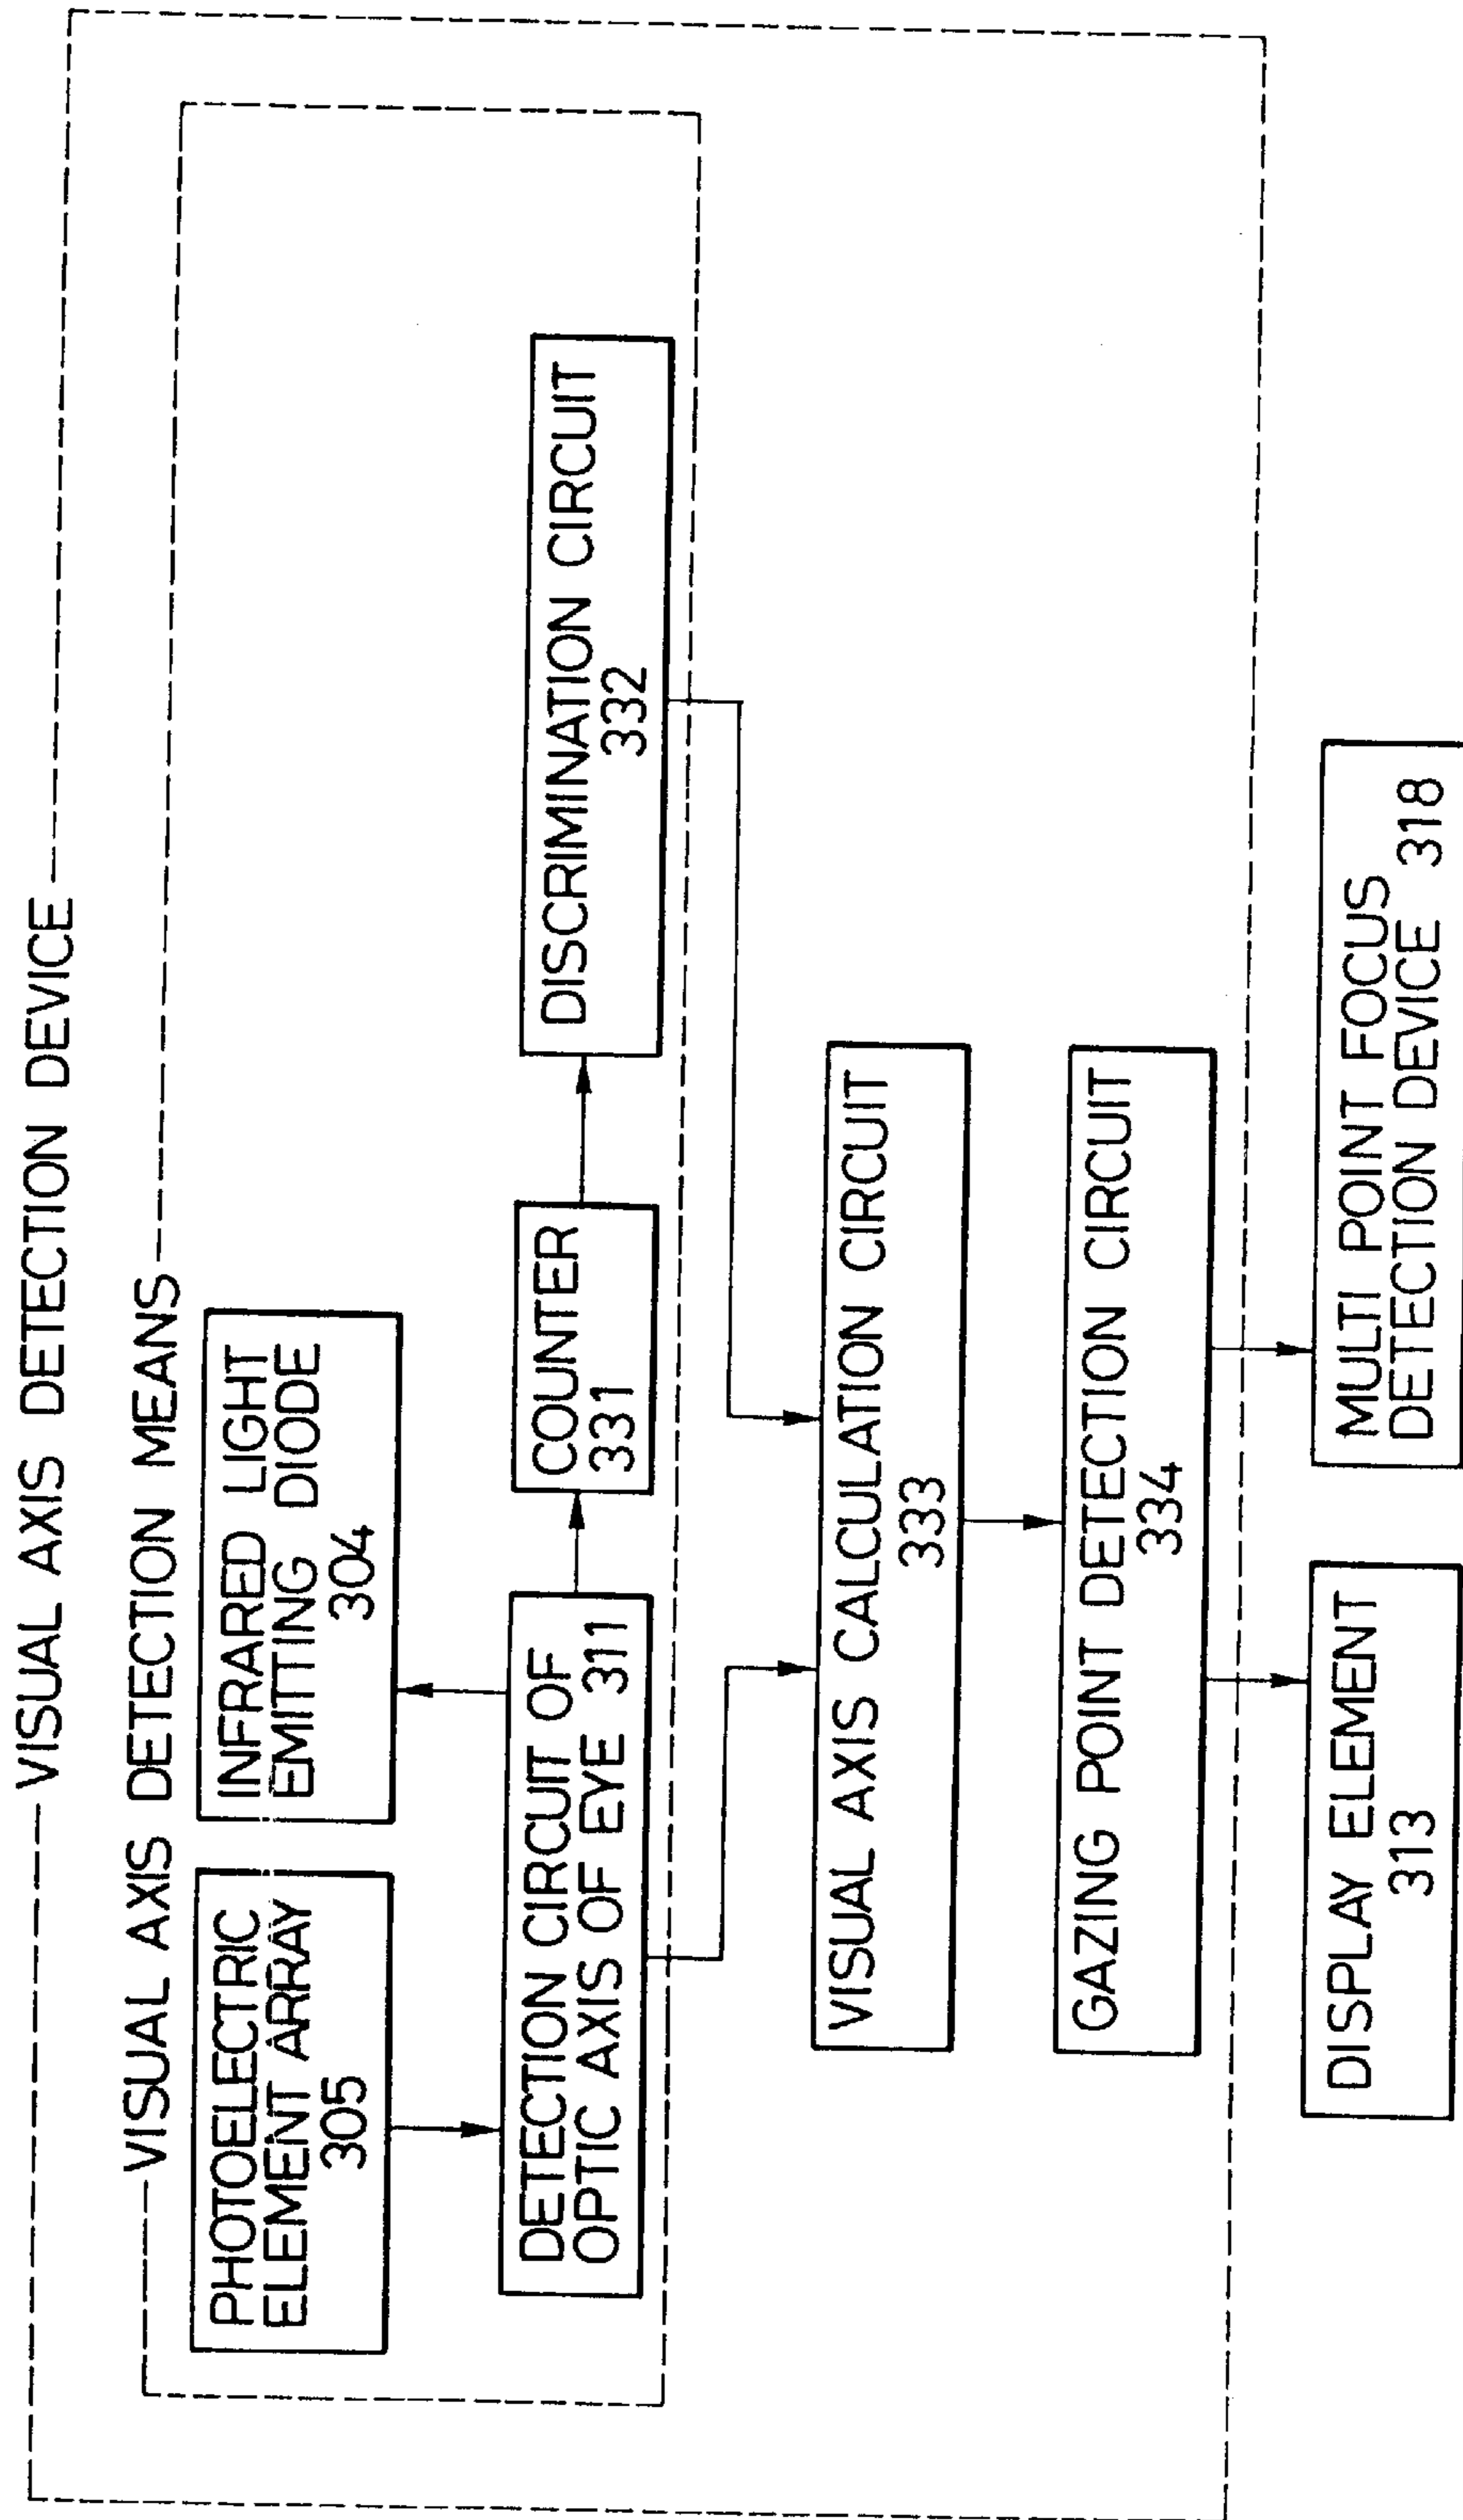 VISUAL AXIS DETECTION DEVICE
VISUAL AXIS DETECTION MEANS
PHOTOELECTRIC
ELEMENT ARRAY
305
INFRARED LIGHT
EMITTING DIODE
304
DETECTION CIRCUIT OF
OPTIC AXIS OF EYE 311
COUNTER
331
DISCRIMINATION CIRCUIT
332
VISUAL AXIS CALCULATION CIRCUIT
333
GAZING POINT DETECTION CIRCUIT
334
DISPLAY ELEMENT
313
MULTI POINT FOCUS
DETECTION DEVICE 318